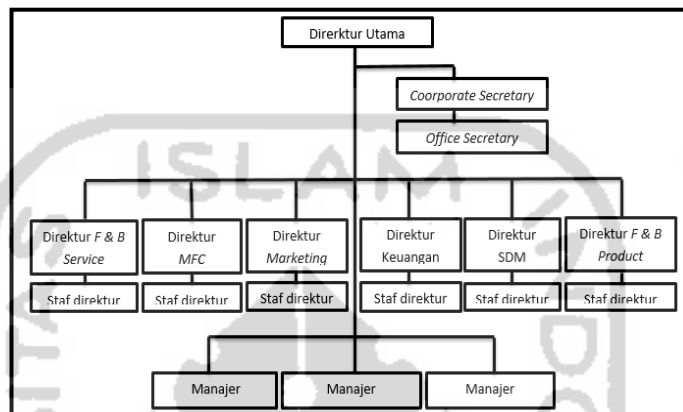 Direrktur Utama
Coorporate Secretary
Office Secretary
ISLAM
Direktur F & B
Service
Direktur
MFC
Direktur
Marketing
Direktur
Keuangan
Direktur
SDM
Direktur F & B
Product
Staf direktur
Staf direktur
Staf direktur
Staf direktur
Staf direktur
Staf direktur
Manajer
Manajer
Manajer